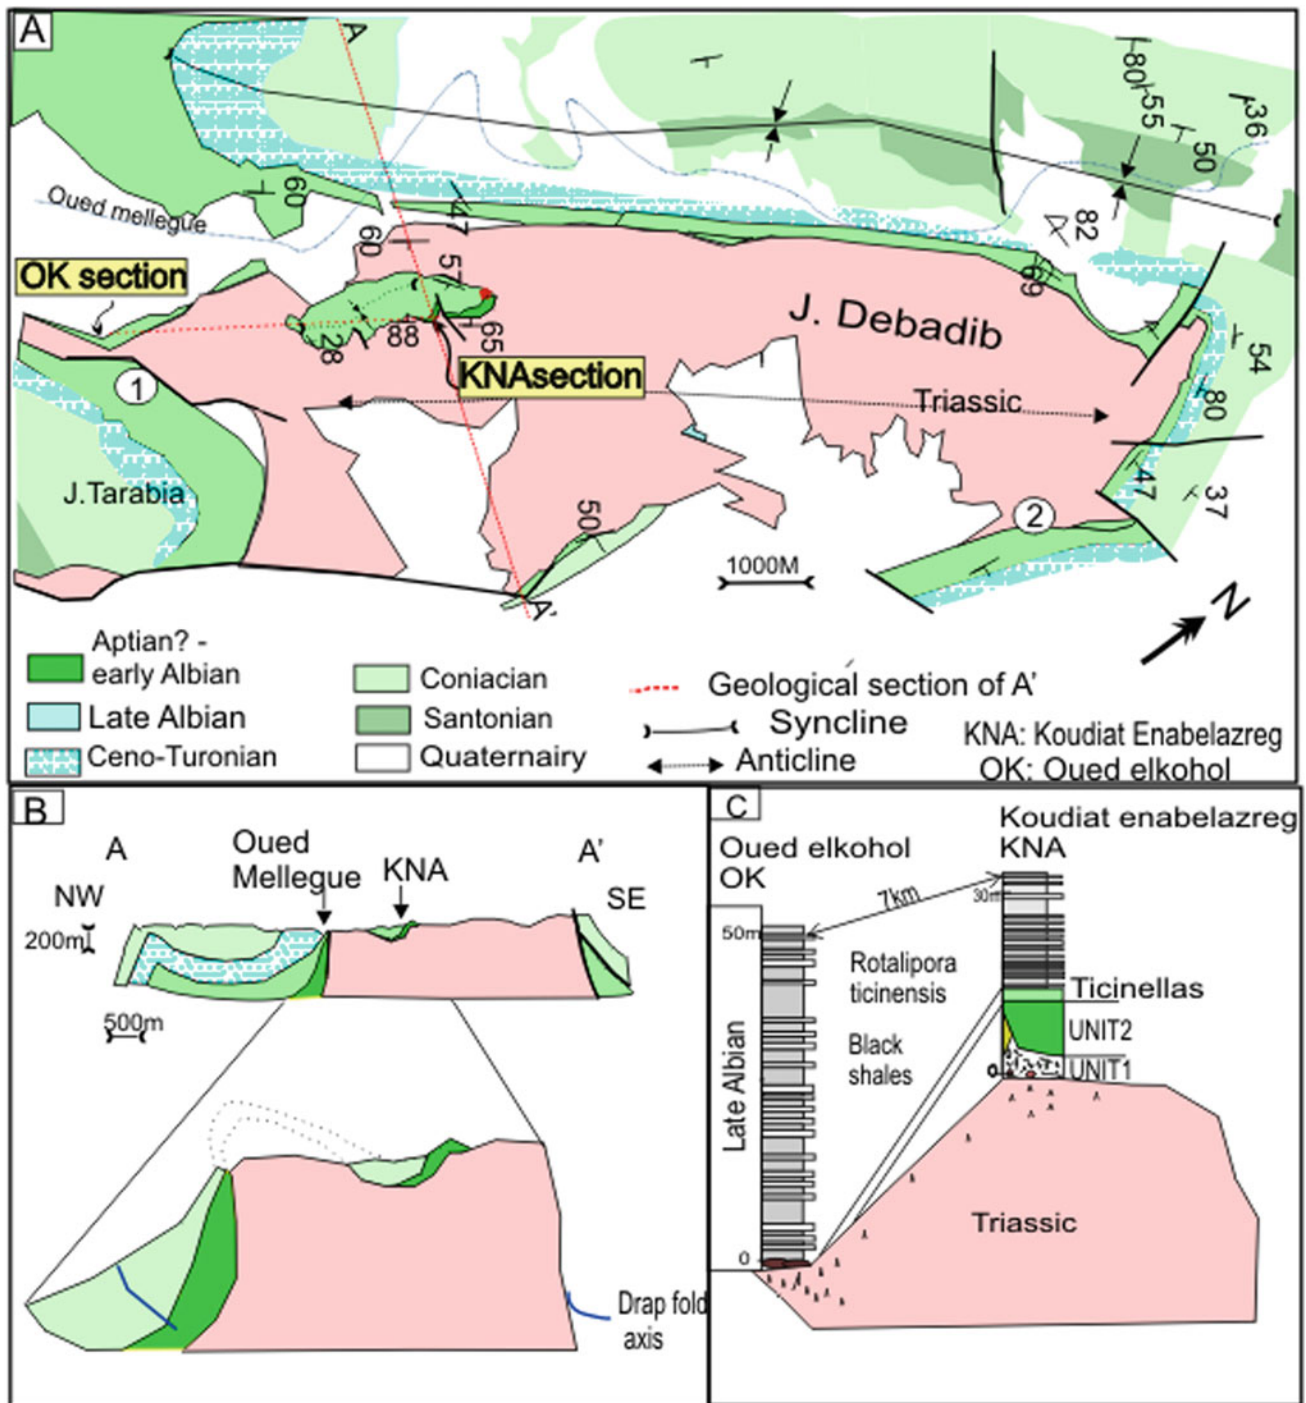 A
A
80
55
36
50
Oued mellegue
60
47
60
82
OK section
57
69
J. Debadib
28
88
65
54
KNAsection
1
Triassic
80
J.Tarabia
50
47
37
2
1000M
A'
N
Aptian? -
early Albian
Late Albian
Ceno-Turonian
Coniacian
Santonian
Quaternairy
Geological section of A'
Syncline
Anticline
KNA: Koudiat Enabelazreg
OK: Oued elkohol
B
A
Oued
Mellegue
KNA
A'
NW
SE
200m
500m
Drap fold
axis
C
Koudiat enabelazreg
KNA
Oued elkohol
OK
7km
30m
50m
Rotalipora
ticinensis
Ticinellas
UNIT2
Black
shales
UNIT1
0
Late Albian
Triassic
0